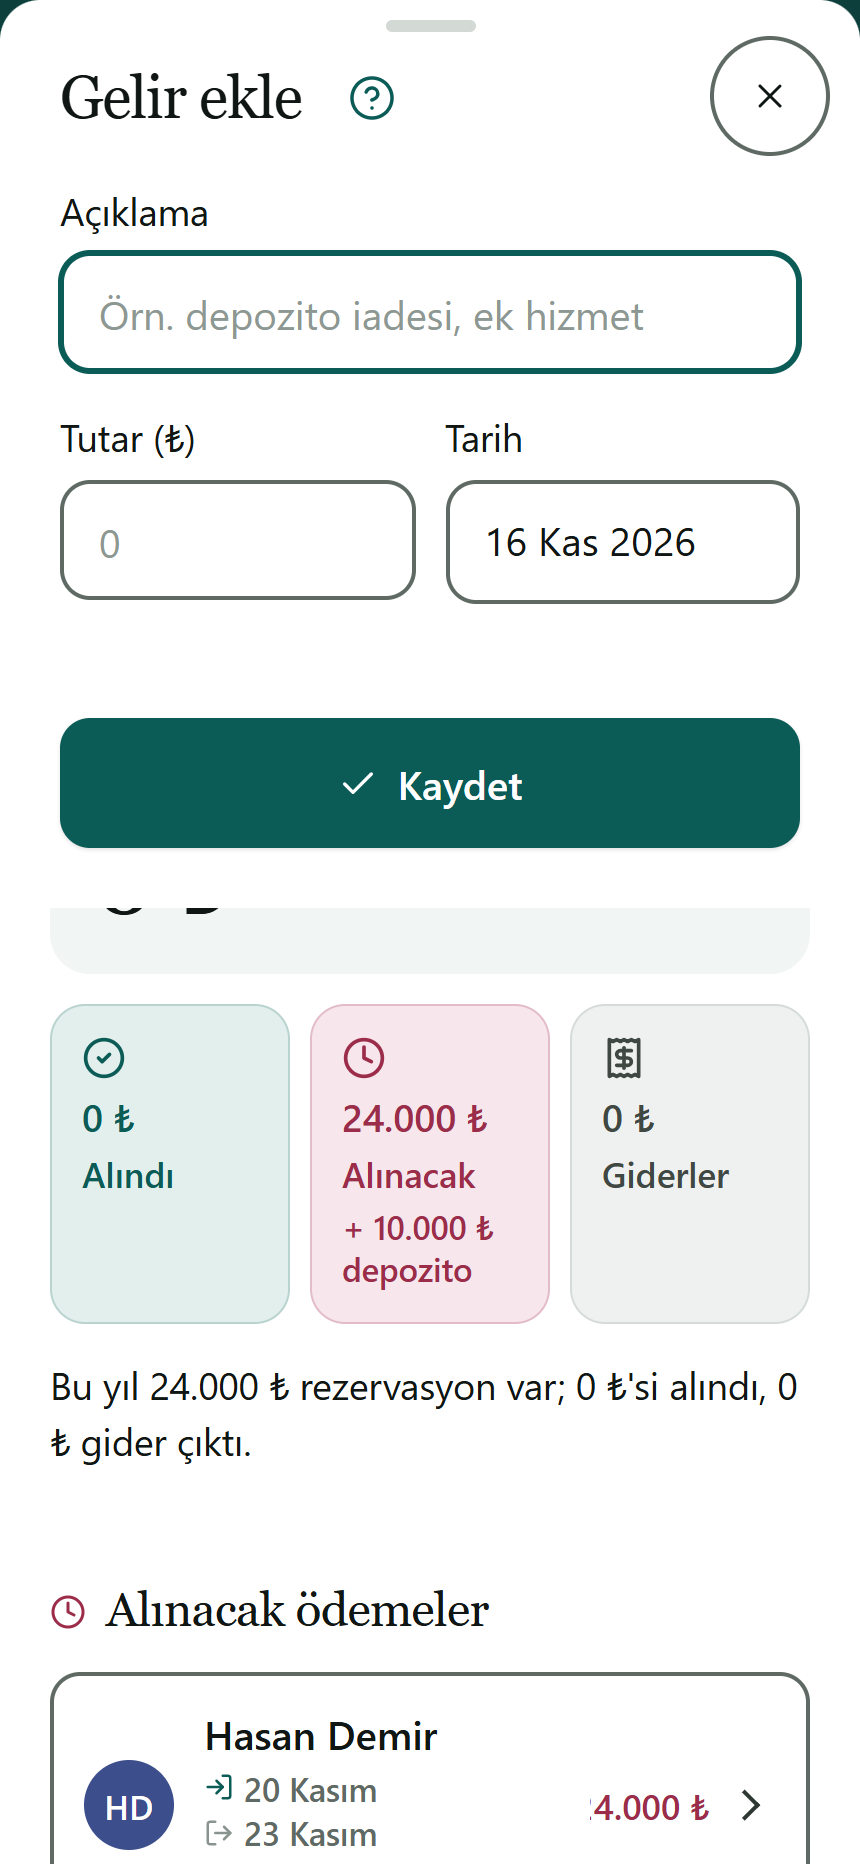 Gelir ekle
Açıklama
Örn. depozito iadesi, ek hizmet
Tutar (₺)
Tarih
0
16 Kas 2026
Kaydet
0 ₺
Alındı
24.000 ₺
Alınacak
+ 10.000 ₺
depozito
0 ₺
Giderler
Bu yıl 24.000 ₺ rezervasyon var; 0 ₺'si alındı, 0
₺ gider çıktı.
Alınacak ödemeler
Hasan Demir
HD
20 Kasım
23 Kasım
4.000 ₺